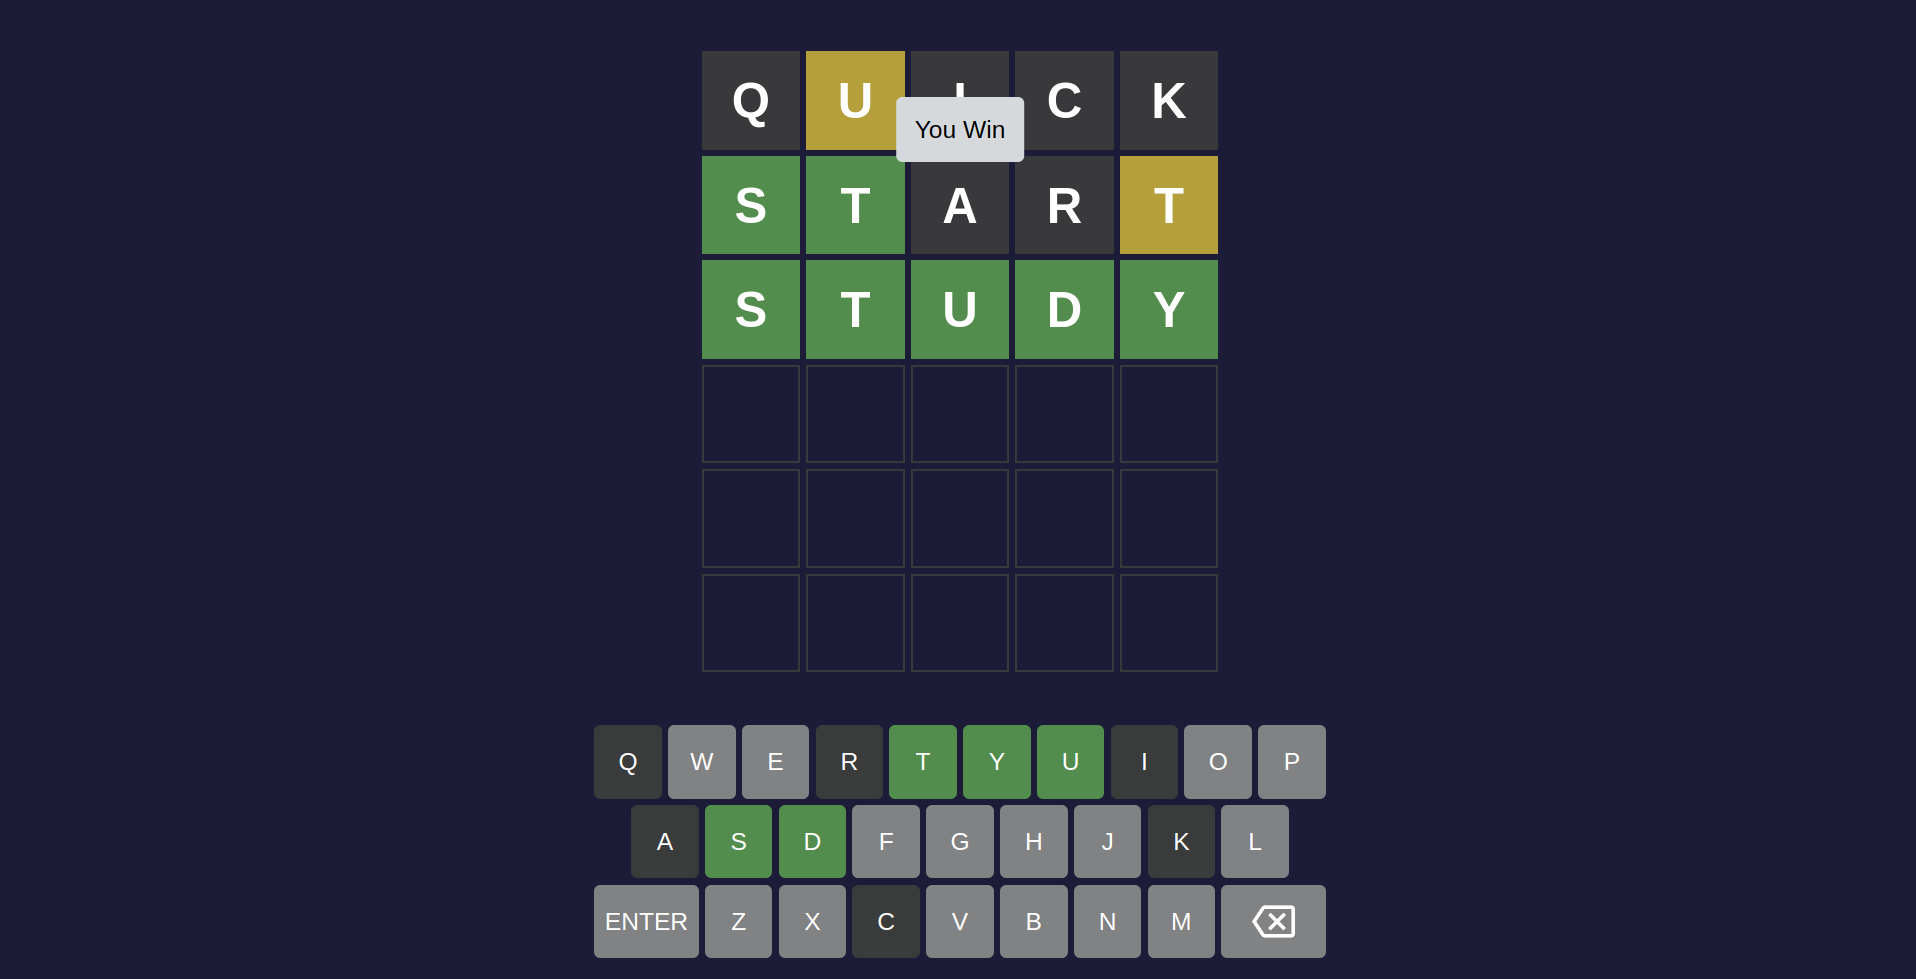 Q U I C K
You Win
S T A R T
S T U D Y
Q W E R T Y U I O P
A S D F G H J K L
ENTER Z X C V B N M